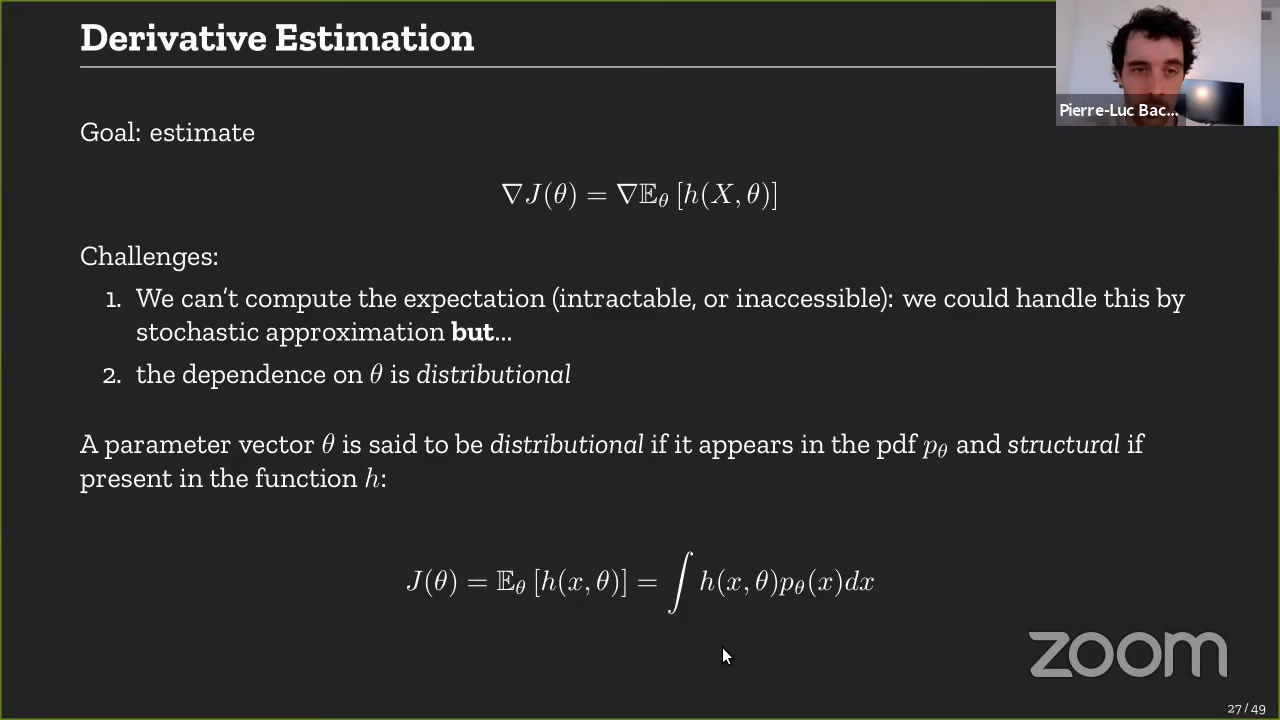 Derivative Estimation
Pierre-Luc Bac...
Goal: estimate
∇J(θ) = ∇𝔼θ [h(X, θ)]
Challenges:
1. We can't compute the expectation (intractable, or inaccessible): we could handle this by
stochastic approximation but...
2. the dependence on θ is distributional
A parameter vector θ is said to be distributional if it appears in the pdf pθ and structural if
present in the function h:
J(θ) = 𝔼θ [h(x, θ)] = ∫ h(x, θ)pθ(x)dx
zoom
27 / 49